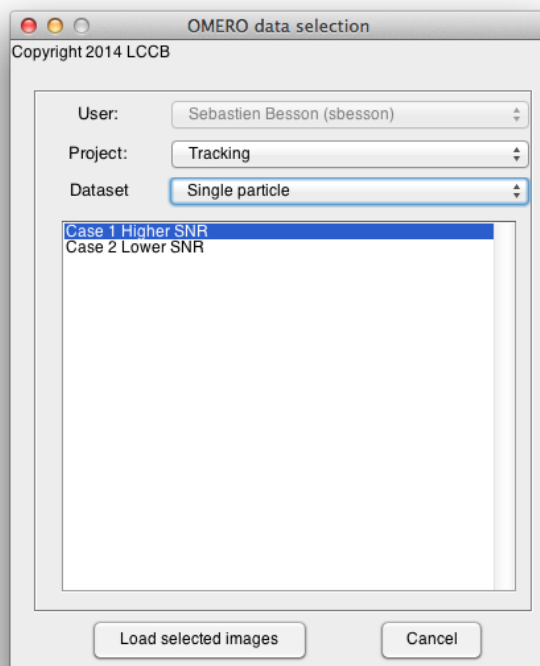 OMERO data selection
Copyright 2014 LCCB
User: Sebastien Besson (sbesson)
Project: Tracking
Dataset Single particle
Case 1 Higher SNR
Case 2 Lower SNR
Load selected images Cancel